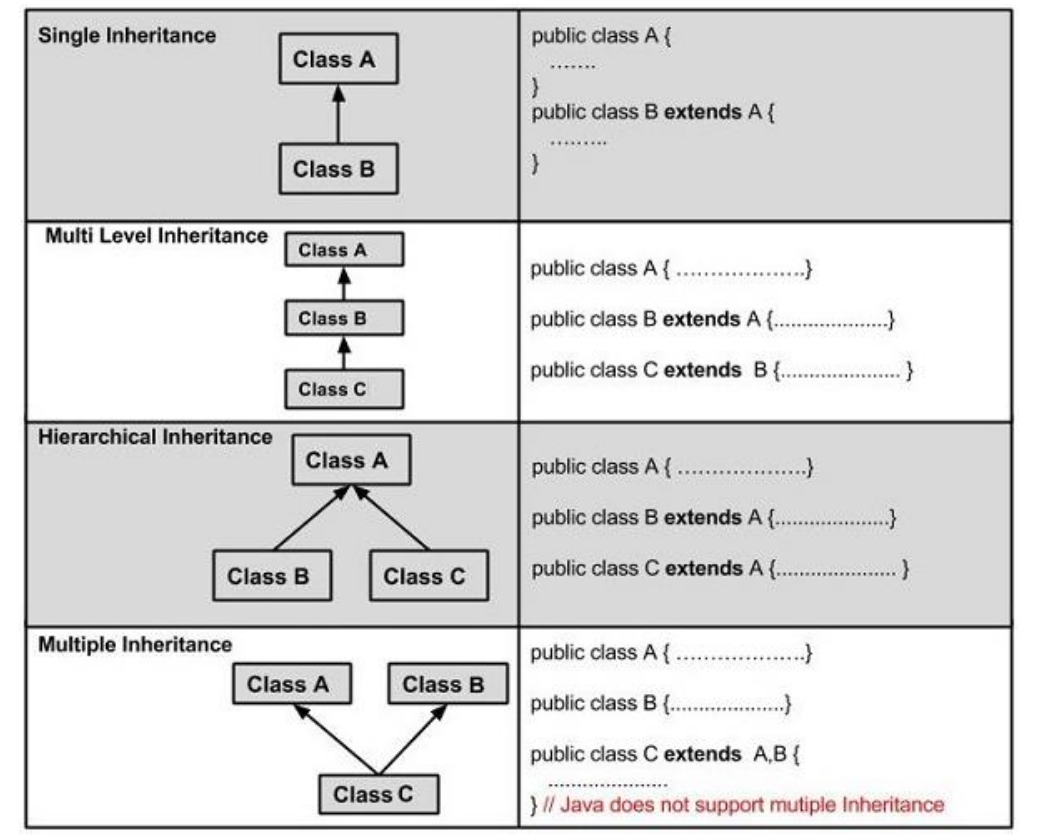 Single Inheritance
Class A
Class B
public class A {
.......
}
public class B extends A {
.........
}
Multi Level Inheritance
Class A
Class B
Class C
public class A { ...................}
public class B extends A {.....................}
public class C extends  B {...................... }
Hierarchical Inheritance
Class A
Class B
Class C
public class A { ...................}
public class B extends A {.....................}
public class C extends A {...................... }
Multiple Inheritance
Class A
Class B
Class C
public class A { ...................}
public class B {.....................}
public class C extends  A,B {
......................
} // Java does not support mutiple Inheritance